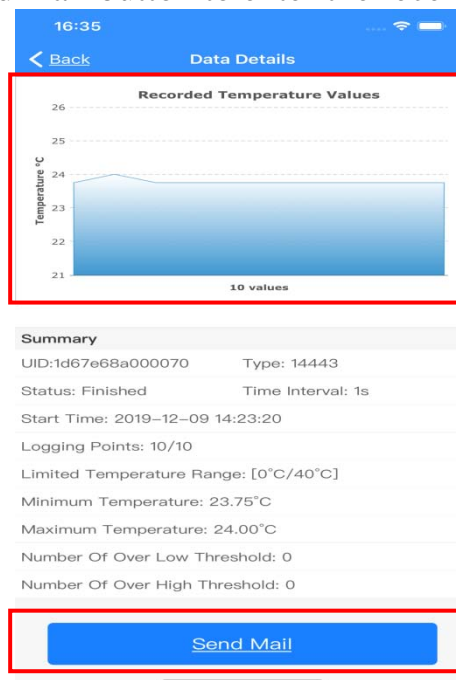 16:35
Back Data Details
Recorded Temperature Values
26
25
24
23
22
21
Temperature °C
10 values
Summary
UID:1d67e68a000070 Type: 14443
Status: Finished Time Interval: 1s
Start Time: 2019-12-09 14:23:20
Logging Points: 10/10
Limited Temperature Range: [0°C/40°C]
Minimum Temperature: 23.75°C
Maximum Temperature: 24.00°C
Number Of Over Low Threshold: 0
Number Of Over High Threshold: 0
Send Mail